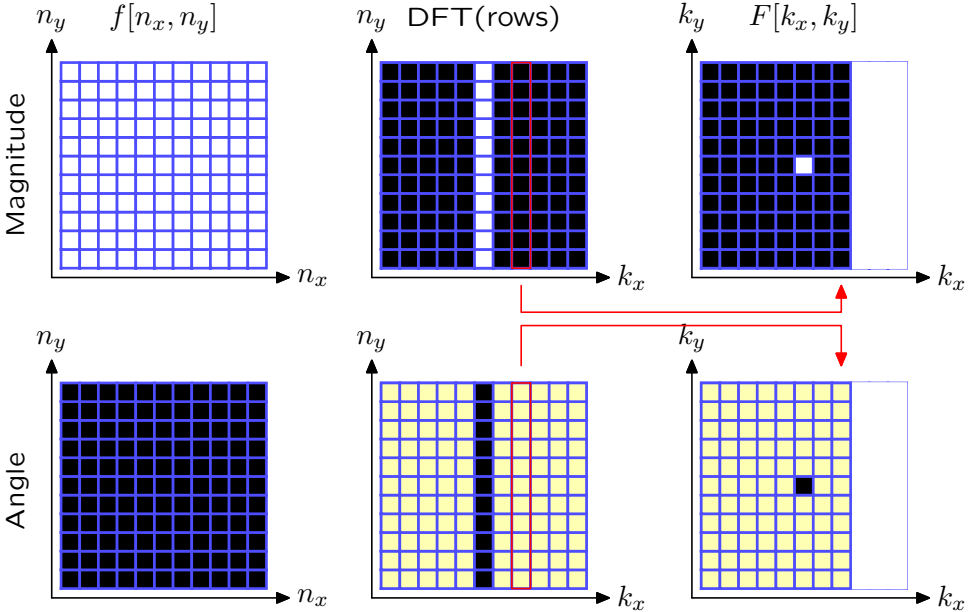 n_y f[n_x, n_y] n_y DFT(rows) k_y F[k_x, k_y]
Magnitude
n_x k_x k_x
n_y n_y k_y
Angle
n_x k_x k_x